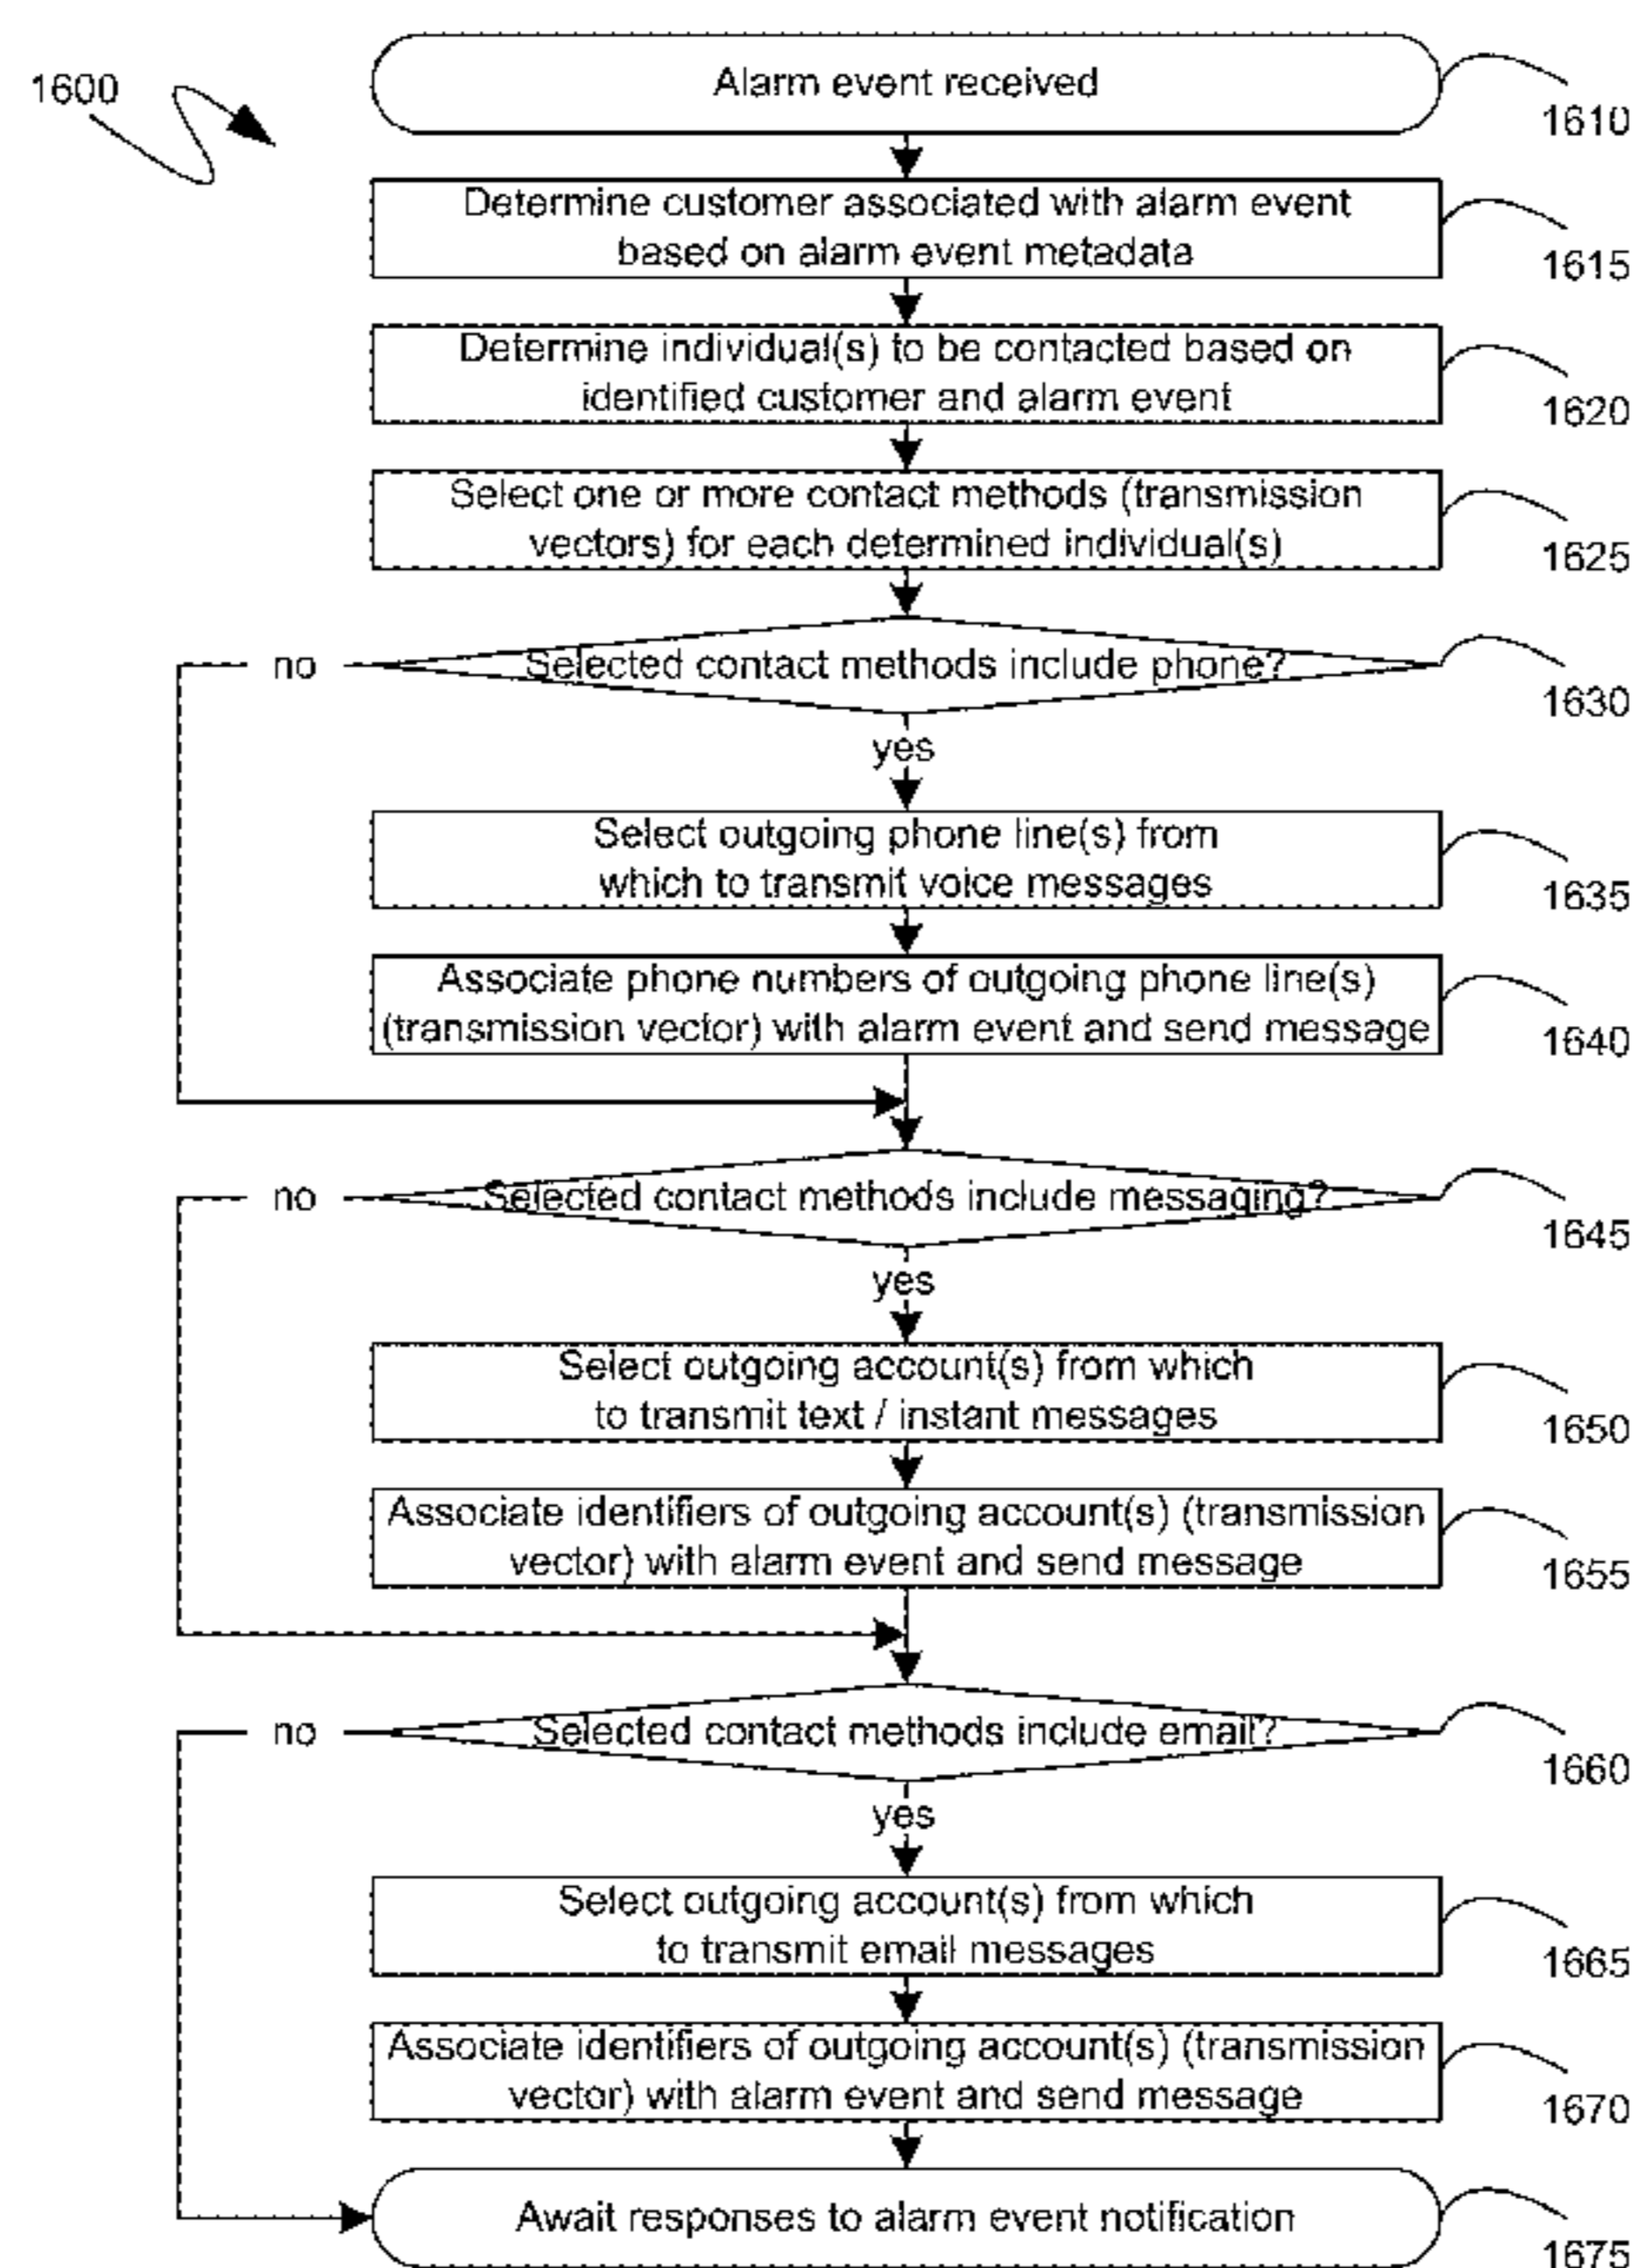 1600
Alarm event received
1610
Determine customer associated with alarm event
based on alarm event metadata
1615
Determine individual(s) to be contacted based on
identified customer and alarm event
1620
Select one or more contact methods (transmission
vectors) for each determined individual(s)
1625
no
Selected contact methods include phone?
1630
yes
Select outgoing phone line(s) from
which to transmit voice messages
1635
Associate phone numbers of outgoing phone line(s)
(transmission vector) with alarm event and send message
1640
no
Selected contact methods include messaging?
1645
yes
Select outgoing account(s) from which
to transmit text / instant messages
1650
Associate identifiers of outgoing account(s) (transmission
vector) with alarm event and send message
1655
no
Selected contact methods include email?
1660
yes
Select outgoing account(s) from which
to transmit email messages
1665
Associate identifiers of outgoing account(s) (transmission
vector) with alarm event and send message
1670
Await responses to alarm event notification
1675